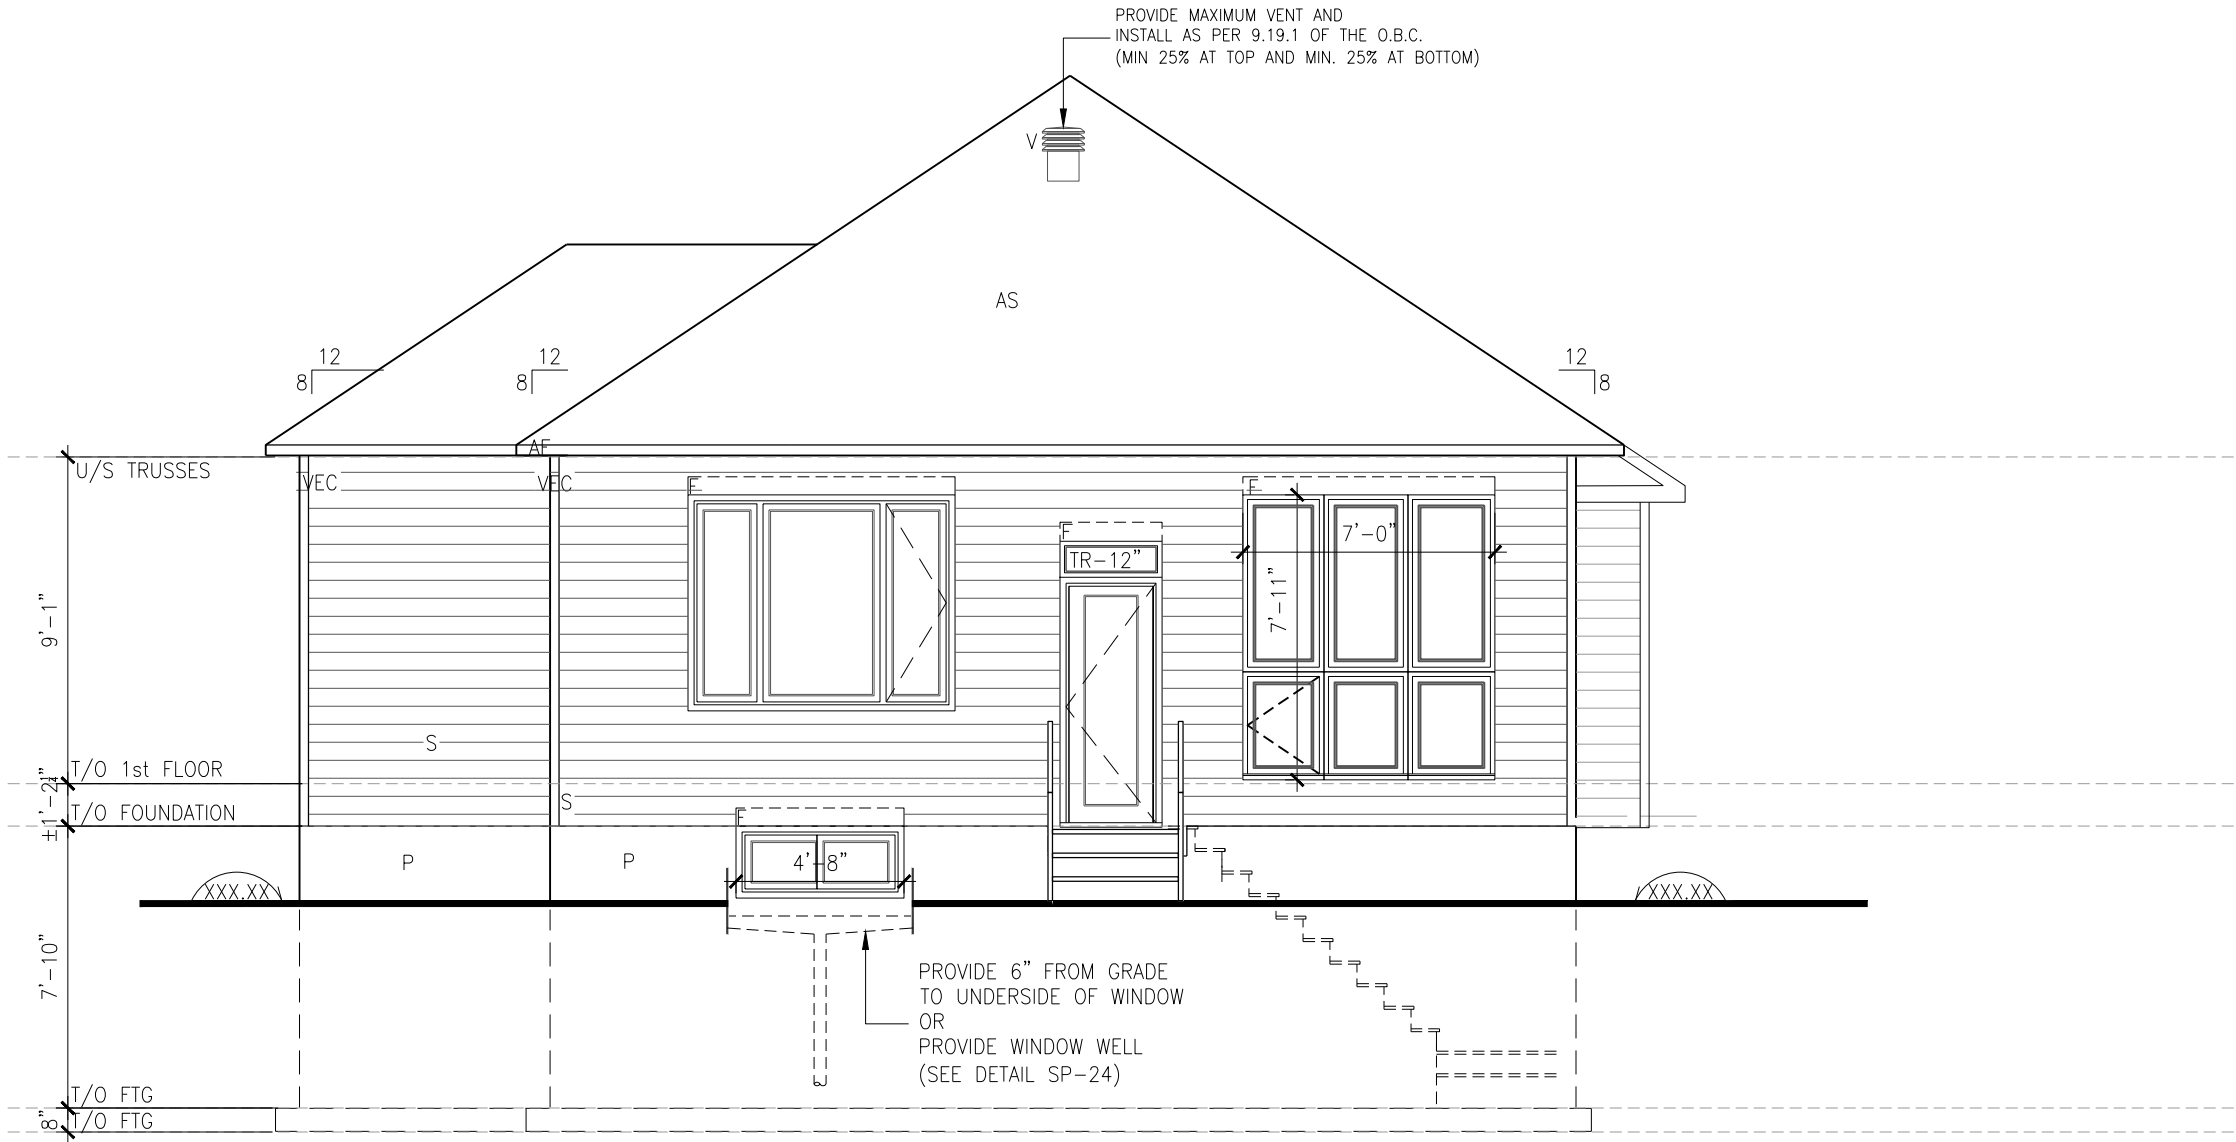 PROVIDE MAXIMUM VENT AND
INSTALL AS PER 9.19.1 OF THE O.B.C.
(MIN 25% AT TOP AND MIN. 25% AT BOTTOM)
V
AS
12
8
12
8
12
8
AF
U/S TRUSSES
VEC
VEC
F
F
F
TR-12"
7'-0"
7'-11"
9'-1"
S
T/O 1st FLOOR
±1'-2¼"
S
T/O FOUNDATION
F
P
P
4'-8"
XXX.XX
XXX.XX
7'-10"
PROVIDE 6" FROM GRADE
TO UNDERSIDE OF WINDOW
OR
PROVIDE WINDOW WELL
(SEE DETAIL SP-24)
T/O FTG
T/O FTG
8"